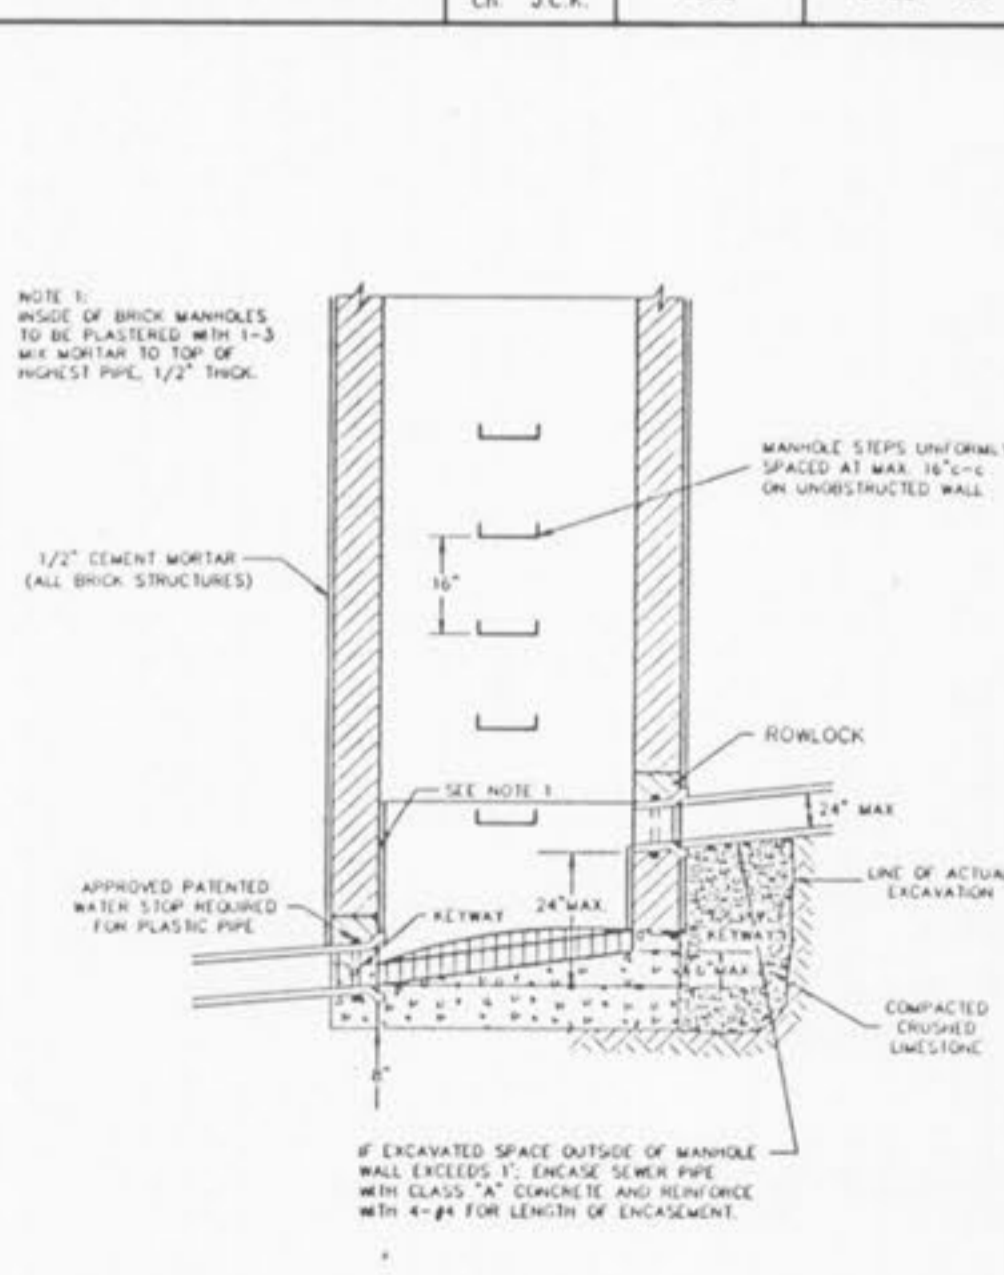 CH. J.C.K.
NOTE 1:
INSIDE OF BRICK MANHOLES
TO BE PLASTERED WITH 1-3
MIX MORTAR TO TOP OF
HIGHEST PIPE, 1/2" THICK.
MANHOLE STEPS UNIFORMLY
SPACED AT MAX. 16"c-c
ON UNOBSTRUCTED WALL
1/2" CEMENT MORTAR
(ALL BRICK STRUCTURES)
16"
ROWLOCK
SEE NOTE 1
24" MAX
LINE OF ACTUA
EXCAVATION
APPROVED PATENTED
WATER STOP REQUIRED
FOR PLASTIC PIPE
KEYWAY
24" MAX.
KEYWAY
MAX.
COMPACTED
CRUSHED
LIMESTONE
IF EXCAVATED SPACE OUTSIDE OF MANHOLE
WALL EXCEEDS 1'; ENCASE SEWER PIPE
WITH CLASS "A" CONCRETE AND REINFORCE
WITH 4-#4 FOR LENGTH OF ENCASEMENT.